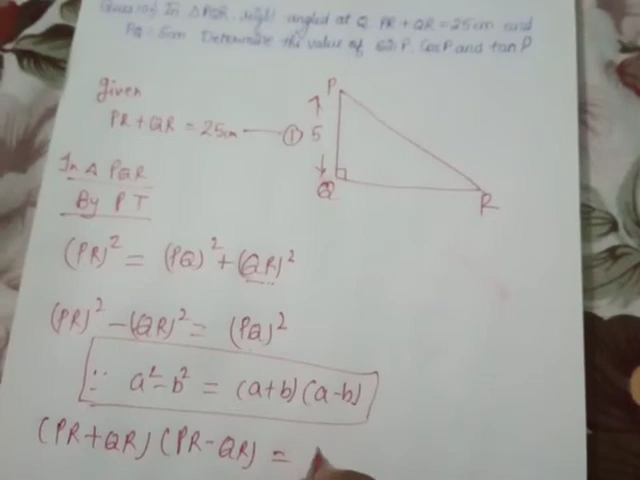 In Δ PQR, right angled at Q PR + QR = 25 cm and
PQ = 5cm Determine the value of sin P, Cos P and tan P
given
PR + QR = 25cm — ①
In Δ PQR
By PT
(PR)² = (PQ)² + (QR)²
(PR)² - (QR)² = (PQ)²
∵ a² - b² = (a+b) (a-b)
(PR+QR) (PR-QR) =
P
5
Q
R